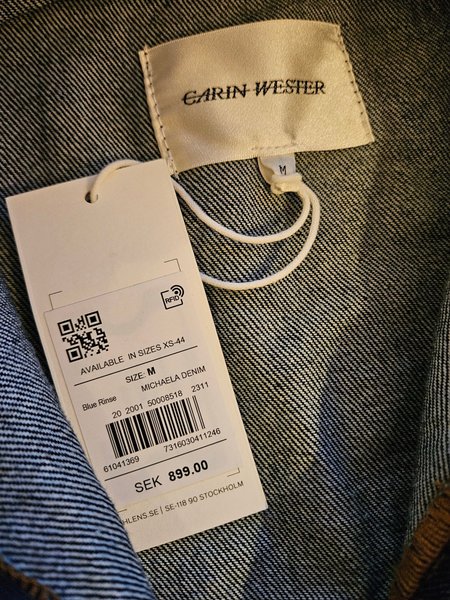 CARIN WESTER
M
RFID
AVAILABLE IN SIZES XS-44
SIZE: M
Blue Rinse MICHAELA DENIM
20 2001 50008518 2311
61041369 7316030411246
SEK 899.00
HLENS.SE | SE-118 90 STOCKHOLM